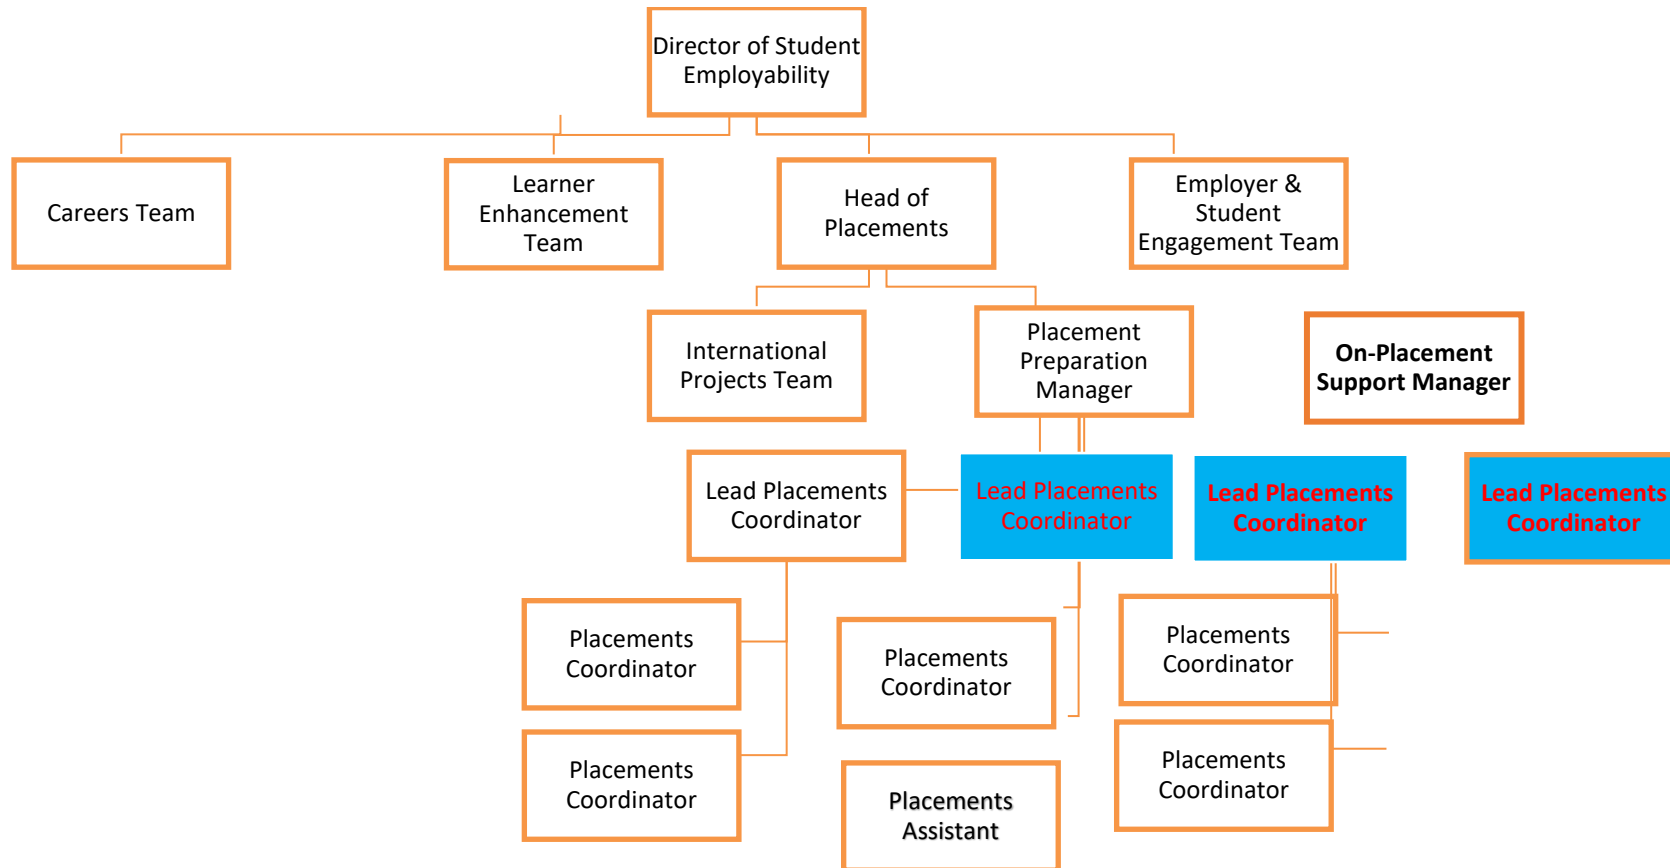 Director of Student
Employability
Careers Team
Learner
Enhancement
Team
Head of
Placements
Employer &
Student
Engagement Team
International
Projects Team
Placement
Preparation
Manager
On-Placement
Support Manager
Lead Placements
Coordinator
Lead Placements
Coordinator
Lead Placements
Coordinator
Lead Placements
Coordinator
Placements
Coordinator
Placements
Coordinator
Placements
Coordinator
Placements
Coordinator
Placements
Coordinator
Placements
Assistant